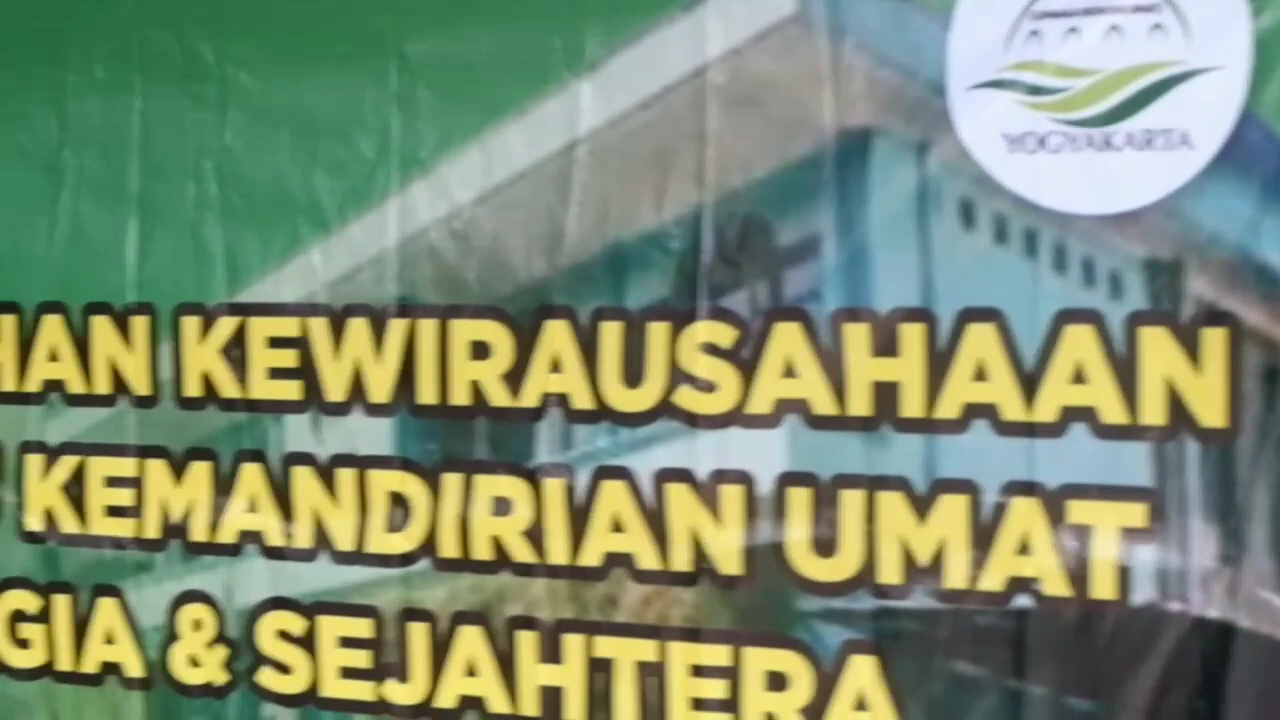 YOGYAKARTA
HAN KEWIRAUSAHAAN
KEMANDIRIAN UMAT
GIA & SEJAHTERA